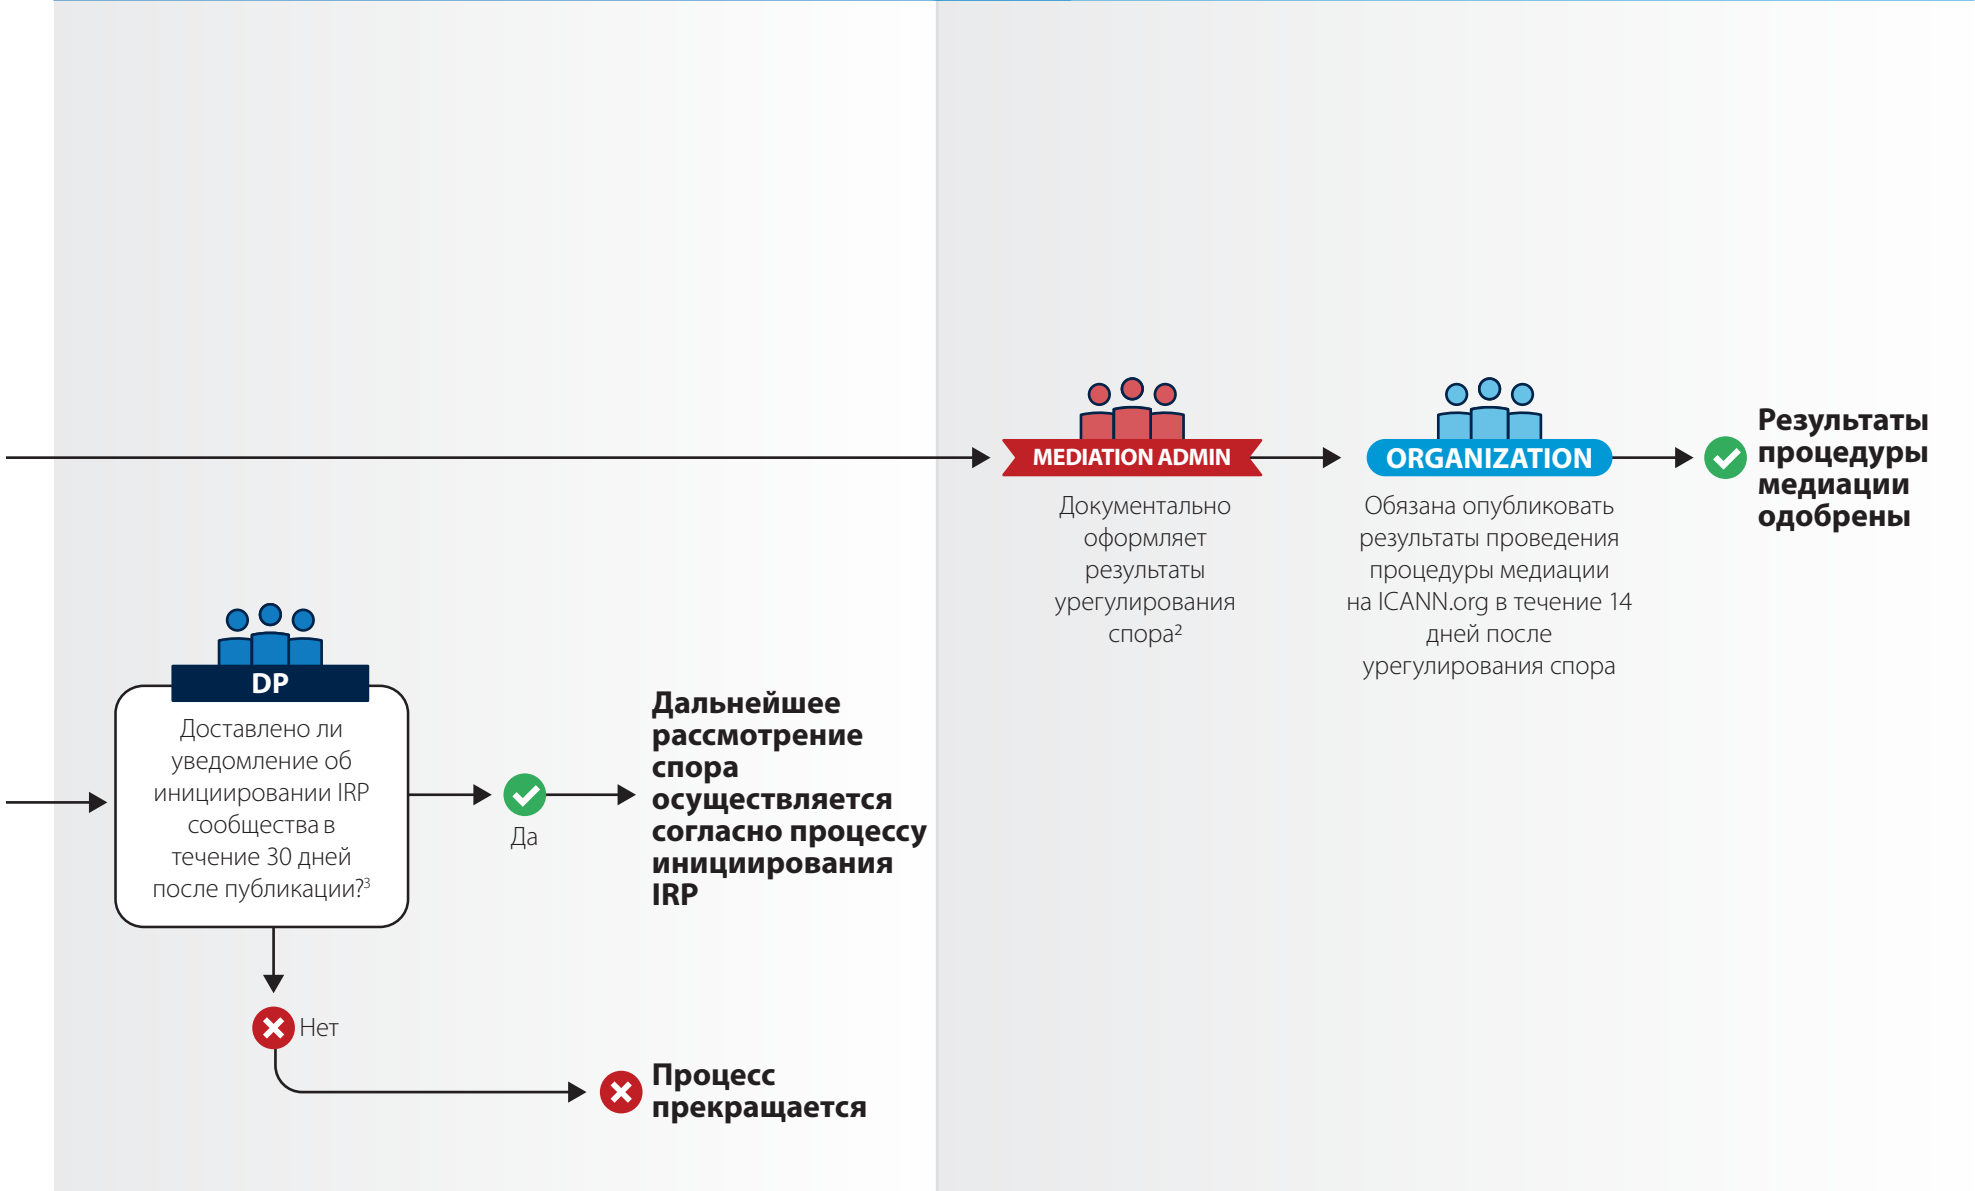 MEDIATION ADMIN
Документально
оформляет
результаты
урегулирования
спора²
ORGANIZATION
Обязана опубликовать
результаты проведения
процедуры медиации
на ICANN.org в течение 14
дней после
урегулирования спора
Результаты
процедуры
медиации
одобрены
DP
Доставлено ли
уведомление об
инициировании IRP
сообщества в
течение 30 дней
после публикации?³
Да
Дальнейшее
рассмотрение
спора
осуществляется
согласно процессу
инициирования
IRP
Нет
Процесс
прекращается